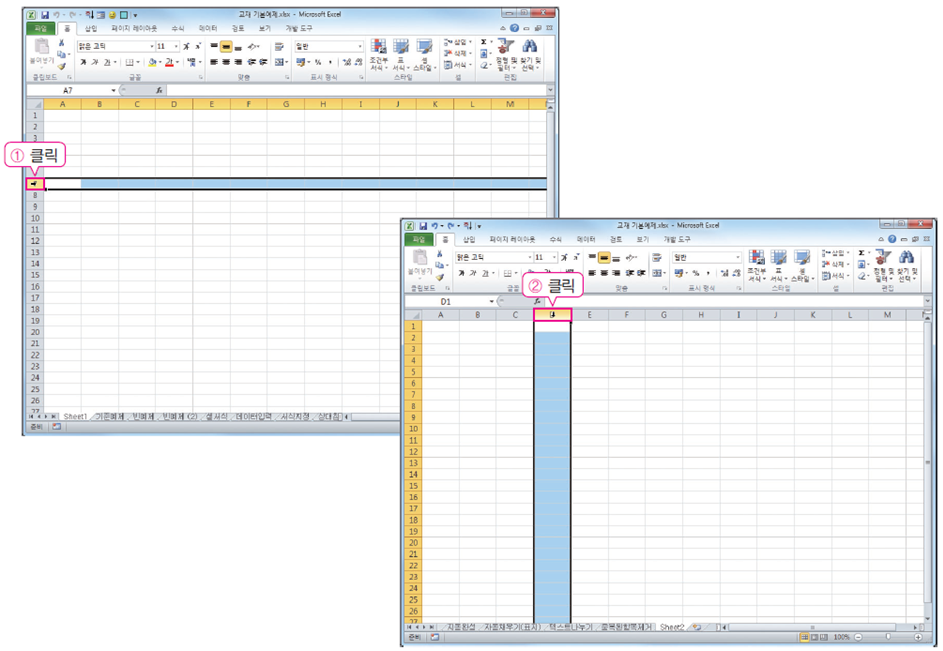 교재 기본예제.xlsx - Microsoft Excel
파일 홈 삽입 페이지 레이아웃 수식 데이터 검토 보기 개발 도구
맑은 고딕 11 일반
붙여넣기
조건부 서식 표 서식 셀 스타일
삽입 삭제 서식
정렬 및 필터 찾기 및 선택
클립보드 글꼴 맞춤 표시 형식 스타일 셀 편집
A7 fx
A B C D E F G H I J K L M
1
2
3
① 클릭
8
9
10
11
12
13
14
15
16
17
18
19
20
21
22
23
24
25
26
27
Sheet1 기준예제 빈예제 빈예제 (2) 셀서식 데이터입력 서식지정
준비
교재 기본예제.xlsx - Microsoft Excel
파일 홈 삽입 페이지 레이아웃 수식 데이터 검토 보기 개발 도구
맑은 고딕 11 일반
붙여넣기
조건부 서식 표 서식 셀 스타일
삽입 삭제 서식
정렬 및 필터 찾기 및 선택
클립보드 글꼴 맞춤 표시 형식 스타일 셀 편집
② 클릭
D1 fx
A B C E F G H I J K L M
1
2
3
4
5
6
7
8
9
10
11
12
13
14
15
16
17
18
19
20
21
22
23
24
25
26
27
자동완성 자동채우기(표시) 텍스트나누기 중복된항목제거 Sheet2
준비 100%